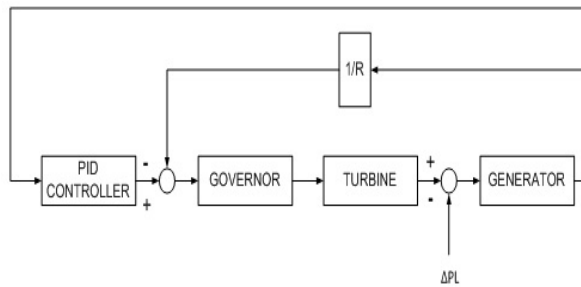 1/R
PID
CONTROLLER
-
+
GOVERNOR
TURBINE
+
-
GENERATOR
ΔPL